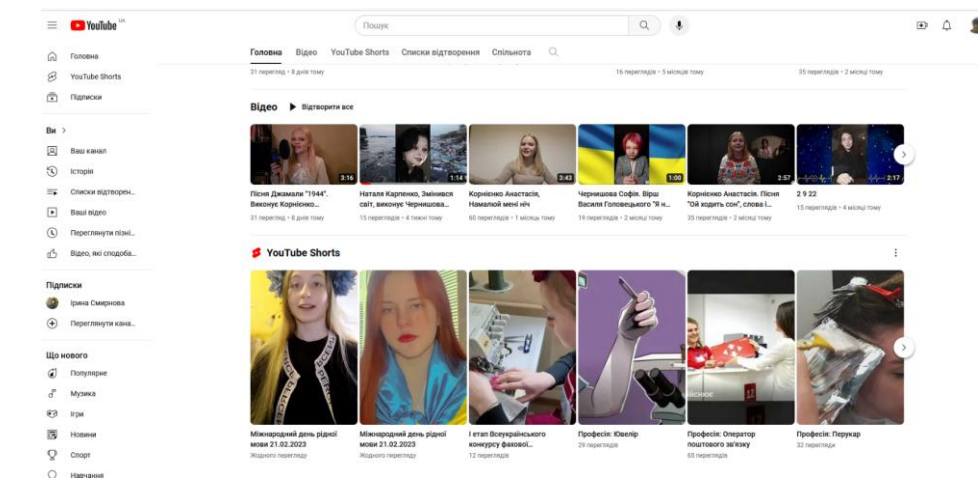 YouTube UA
Пошук
Головна
YouTube Shorts
Підписки
Ви >
Ваш канал
Історія
Списки відтворен..
Ваші відео
Переглянути пізні..
Відео, які сподоба...
Підписки
Ірина Смирнова
Переглянути кана..
Що нового
Популярне
Музика
Ігри
Новини
Спорт
Навчання
Головна Відео YouTube Shorts Списки відтворення Спільнота
31 перегляд • 8 днів тому
16 переглядів • 5 місяців тому
35 переглядів • 2 місяці тому
Відео Відтворити все
3:16
1:14
3:43
1:00
2:57
2:17
Пісня Джамали "1944".
Виконує Корнієнко...
31 перегляд • 8 днів тому
Наталя Карпенко, Змінився
світ, виконує Чернишова...
15 переглядів • 4 тижні тому
Корнієнко Анастасія,
Намалюй мені ніч
60 переглядів • 1 місяць тому
Чернишова Софія. Вірш
Василя Головецького "Я н...
19 переглядів • 2 місяці тому
Корнієнко Анастасія. Пісня
"Ой ходить сон", слова і...
35 переглядів • 2 місяці тому
2 9 22
15 переглядів • 4 місяці тому
YouTube Shorts
12
Міжнародний день рідної
мови 21.02.2023
Жодного перегляду
Міжнародний день рідної
мови 21.02.2023
Жодного перегляду
І етап Всеукраїнського
конкурсу фахової...
12 переглядів
Професія: Ювелір
29 переглядів
Професія: Оператор
поштового зв'язку
65 переглядів
Професія: Перукар
32 перегляди